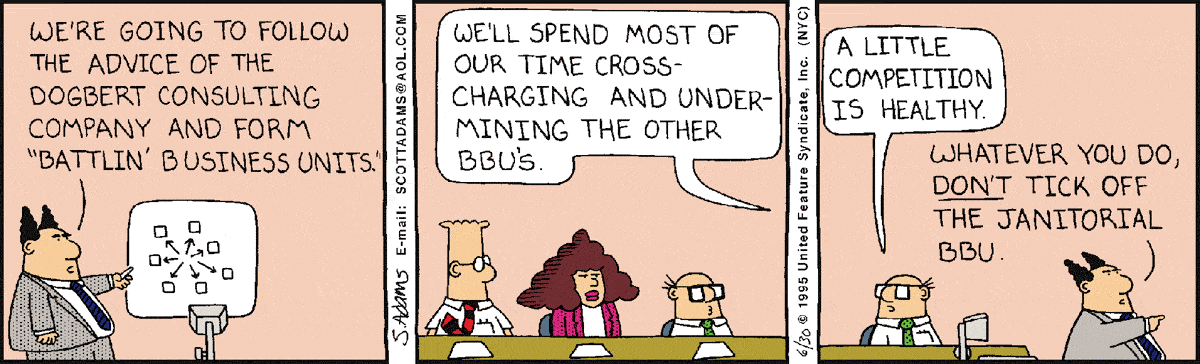 WE'RE GOING TO FOLLOW
THE ADVICE OF THE
DOGBERT CONSULTING
COMPANY AND FORM
"BATTLIN' BUSINESS UNITS."
S.ADAMS
E-mail: SCOTTADAMS@AOL.COM
WE'LL SPEND MOST OF
OUR TIME CROSS-
CHARGING AND UNDER-
MINING THE OTHER
BBU'S.
6/30 © 1995 United Feature Syndicate, Inc. (NYC)
A LITTLE
COMPETITION
IS HEALTHY.
WHATEVER YOU DO,
DON'T TICK OFF
THE JANITORIAL
BBU.